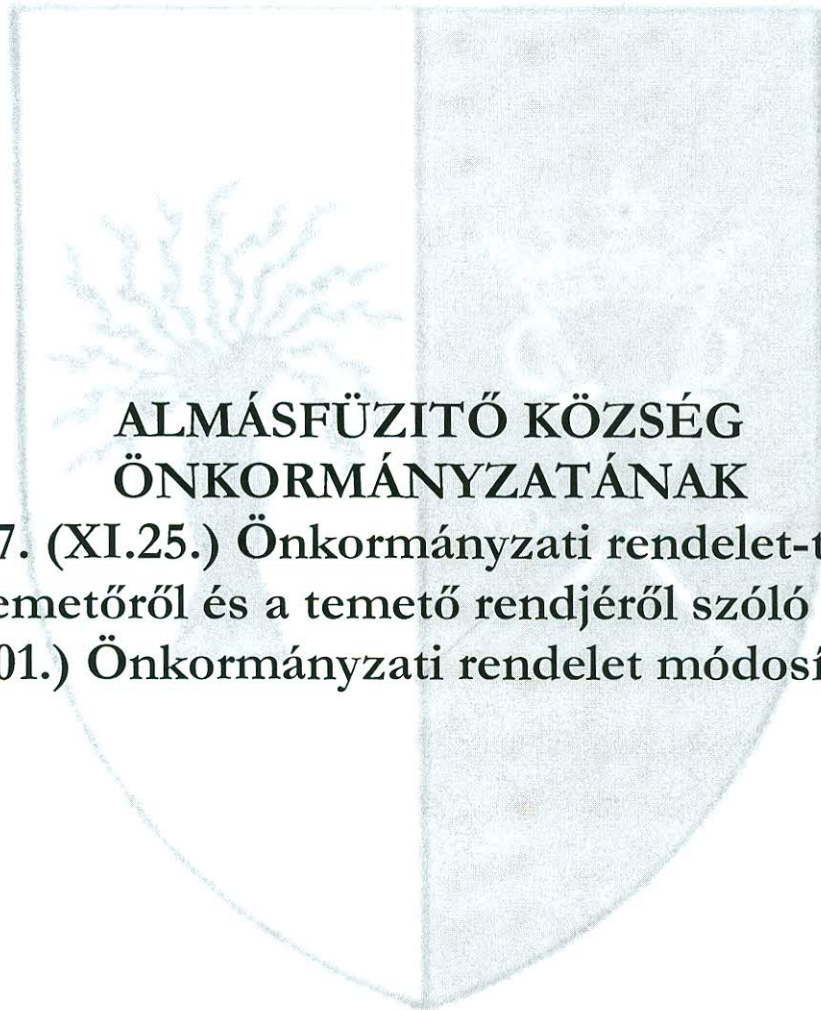 ALMÁSFÜZITŐ KÖZSÉG
ÖNKORMÁNYZATÁNAK
7. (XI.25.) Önkormányzati rendelet-t
emetőről és a temető rendjéről szóló
01.) Önkormányzati rendelet módosí